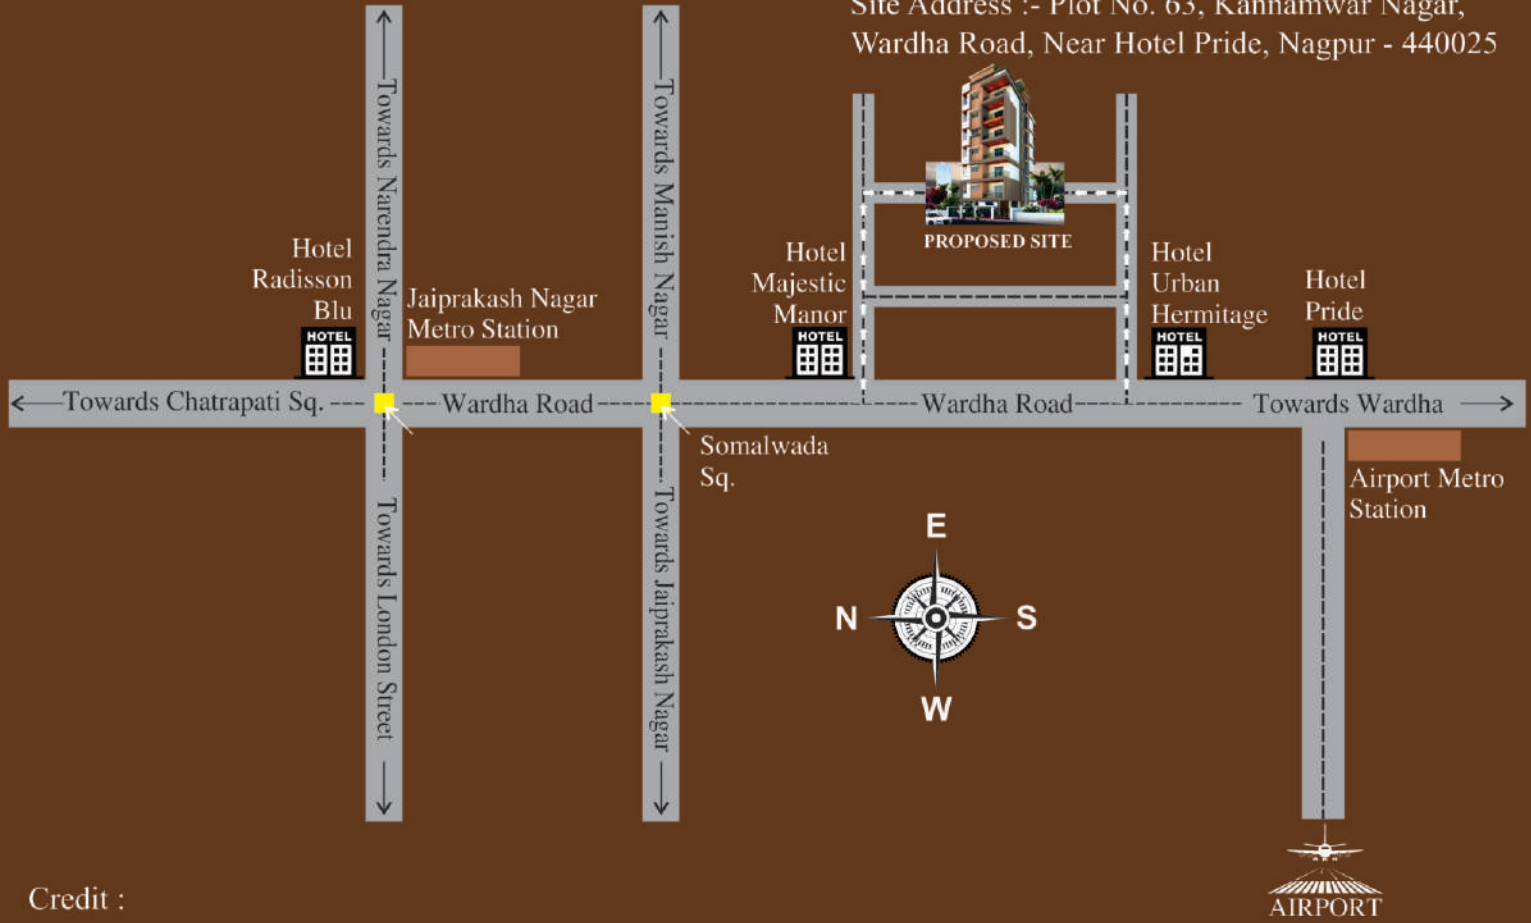 Site Address :- Plot No. 63, Kannamwar Nagar,
Wardha Road, Near Hotel Pride, Nagpur - 440025
Towards Narendra Nagar
Towards Manish Nagar
PROPOSED SITE
Hotel
Radisson
Blu
HOTEL
Jaiprakash Nagar
Metro Station
Hotel
Majestic
Manor
HOTEL
Hotel
Urban
Hermitage
HOTEL
Hotel
Pride
HOTEL
Towards Chatrapati Sq.
Wardha Road
Wardha Road
Towards Wardha
Somalwada
Sq.
Airport Metro
Station
Towards London Street
Towards Jaiprakash Nagar
E
N
S
W
AIRPORT
Credit :